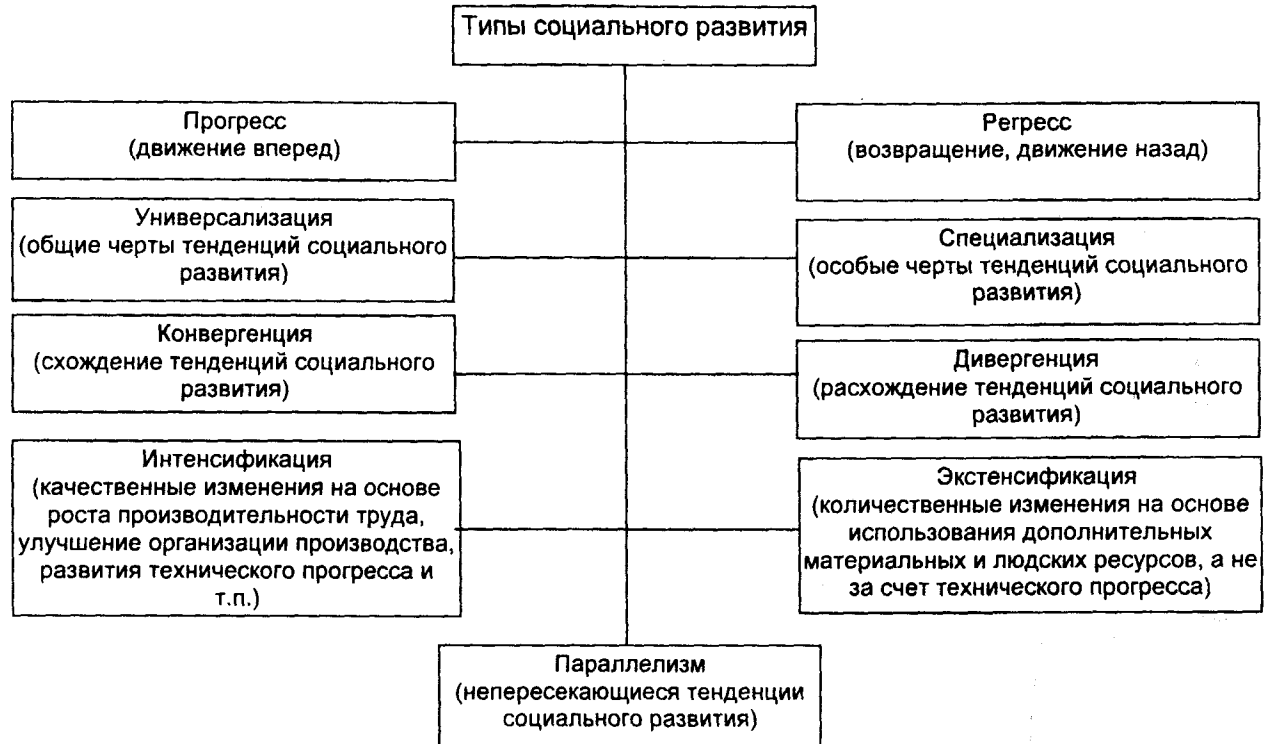 Типы социального развития
Прогресс
(движение вперед)
Регресс
(возвращение, движение назад)
Универсализация
(общие черты тенденций социального
развития)
Специализация
(особые черты тенденций социального
развития)
Конвергенция
(схождение тенденций социального
развития)
Дивергенция
(расхождение тенденций социального
развития)
Интенсификация
(качественные изменения на основе
роста производительности труда,
улучшение организации производства,
развития технического прогресса и
т.п.)
Экстенсификация
(количественные изменения на основе
использования дополнительных
материальных и людских ресурсов, а не
за счет технического прогресса)
Параллелизм
(непересекающиеся тенденции
социального развития)